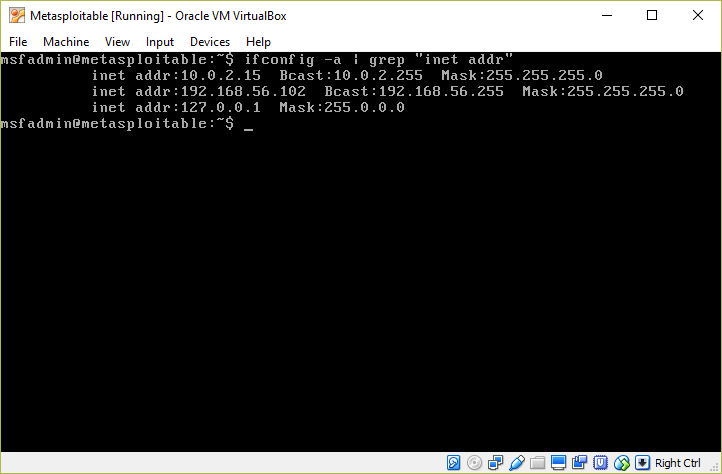 Metasploitable [Running] - Oracle VM VirtualBox
File Machine View Input Devices Help
msfadmin@metasploitable:~$ ifconfig -a | grep "inet addr"
inet addr:10.0.2.15 Bcast:10.0.2.255 Mask:255.255.255.0
inet addr:192.168.56.102 Bcast:192.168.56.255 Mask:255.255.255.0
inet addr:127.0.0.1 Mask:255.0.0.0
msfadmin@metasploitable:~$ _
Right Ctrl